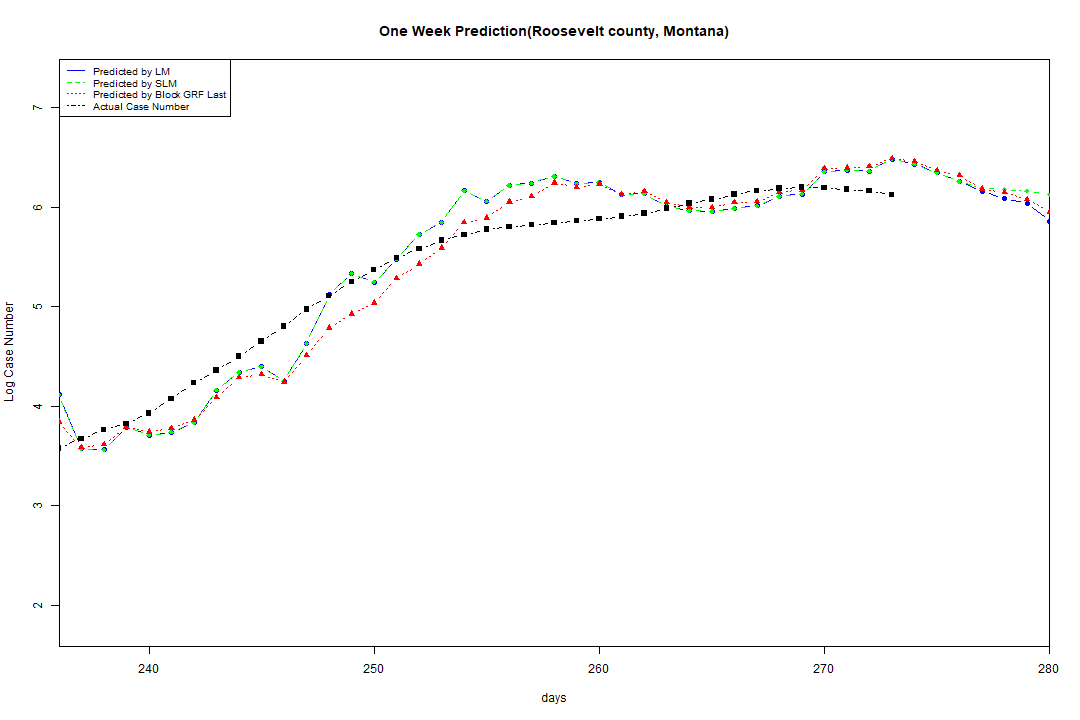 One Week Prediction(Roosevelt county, Montana)
Predicted by LM
Predicted by SLM
Predicted by Block GRF Last
Actual Case Number
7
6
5
4
3
2
Log Case Number
240 250 260 270 280
days